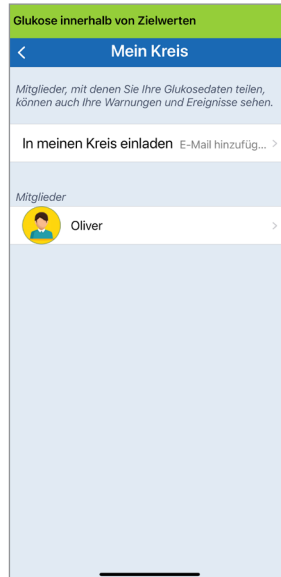 Glukose innerhalb von Zielwerten
Mein Kreis
Mitglieder, mit denen Sie Ihre Glukosedaten teilen,
können auch Ihre Warnungen und Ereignisse sehen.
In meinen Kreis einladen E-Mail hinzufüg...
Mitglieder
Oliver